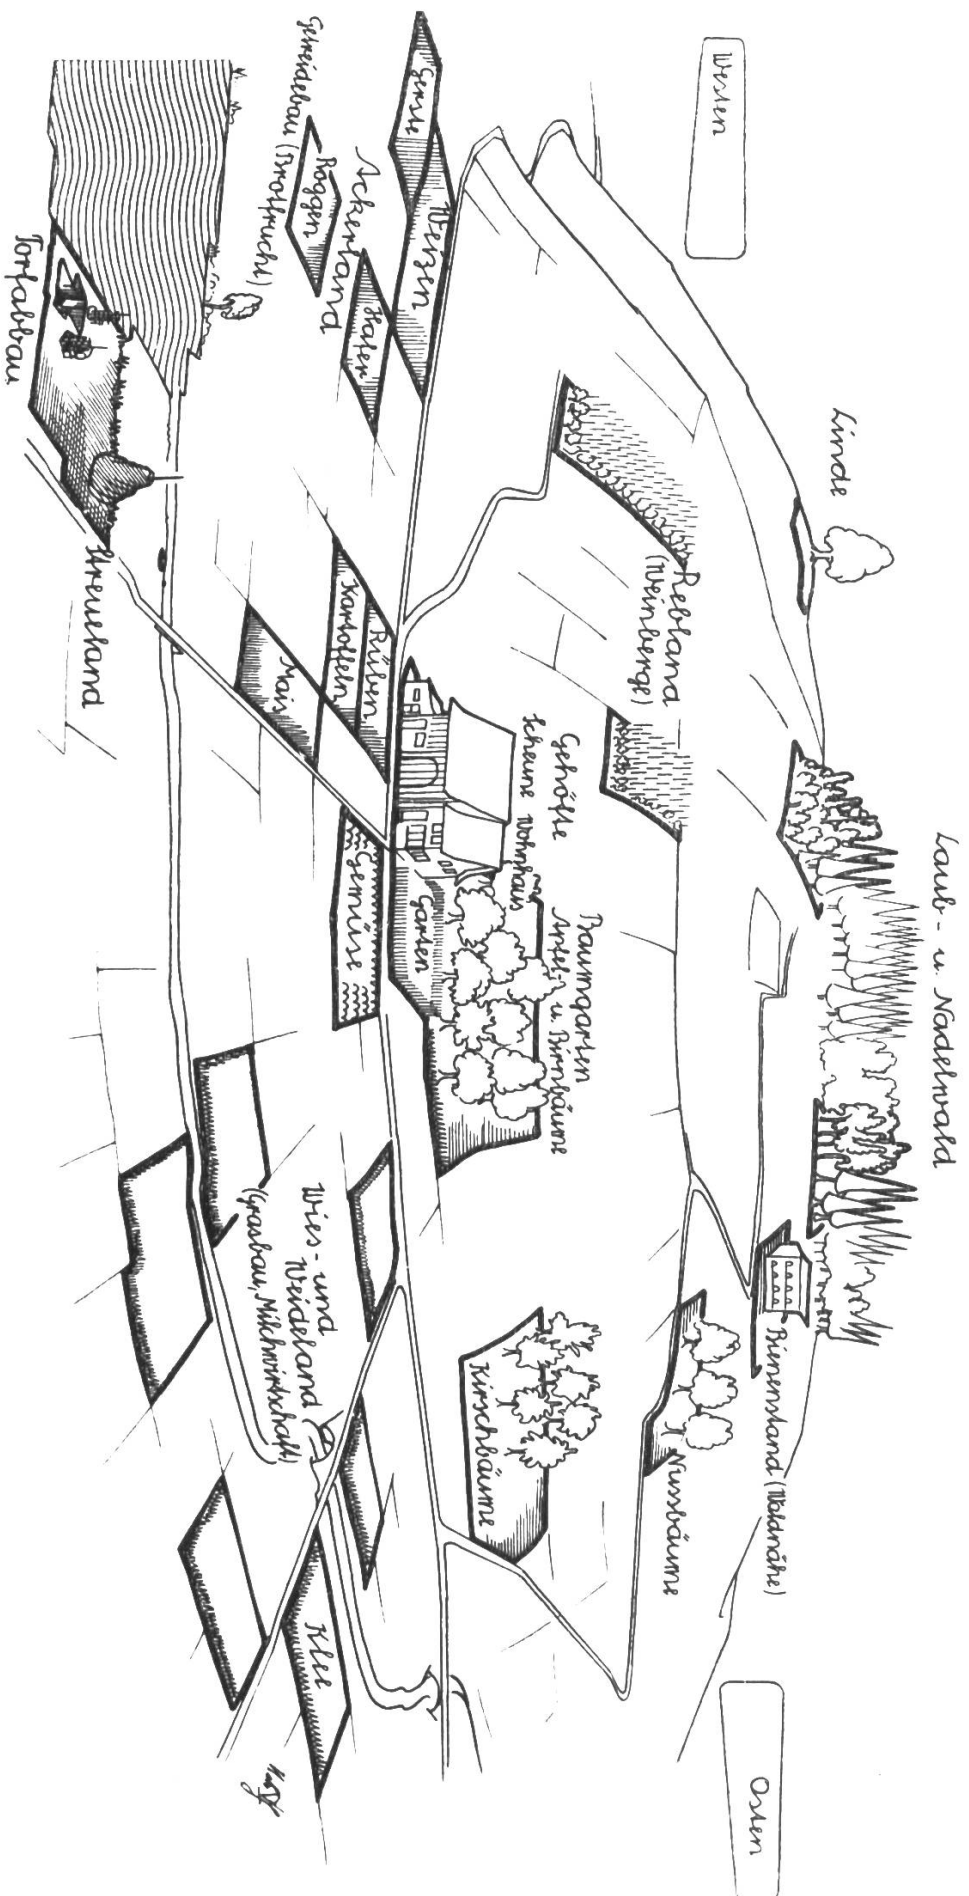 Westen
Osten
Laub- u. Nadelwald
Linde
Bienenstand (Waldnähe)
Rebland
(Weinberge)
Nussbäume
Gehöfte
Scheune Wohnhaus
Baumgarten
Apfel- u. Birnbäume
Kirschbäume
Garten
Gerste
Weizen
Ackerland
Hafer
Roggen
Getreidebau (Brotfrucht)
Rüben
Kartoffeln
Mais
Gemüse
Wies- und
Weideland
(Grasbau, Milchwirtschaft)
Klee
Streueland
Torfabbau